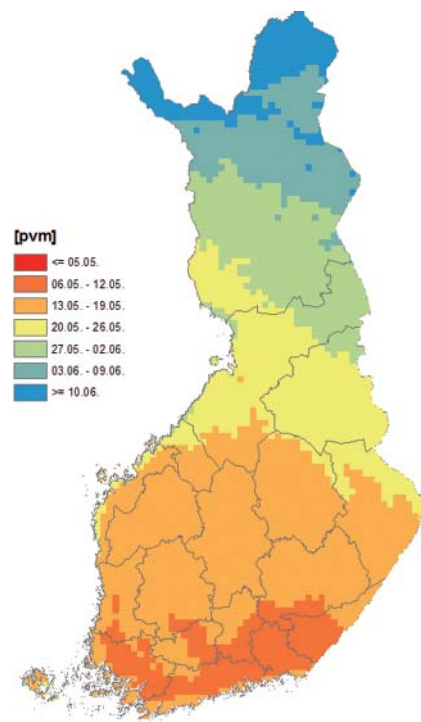 [pvm]
<= 05.05.
06.05. - 12.05.
13.05. - 19.05.
20.05. - 26.05.
27.05. - 02.06.
03.06. - 09.06.
>= 10.06.